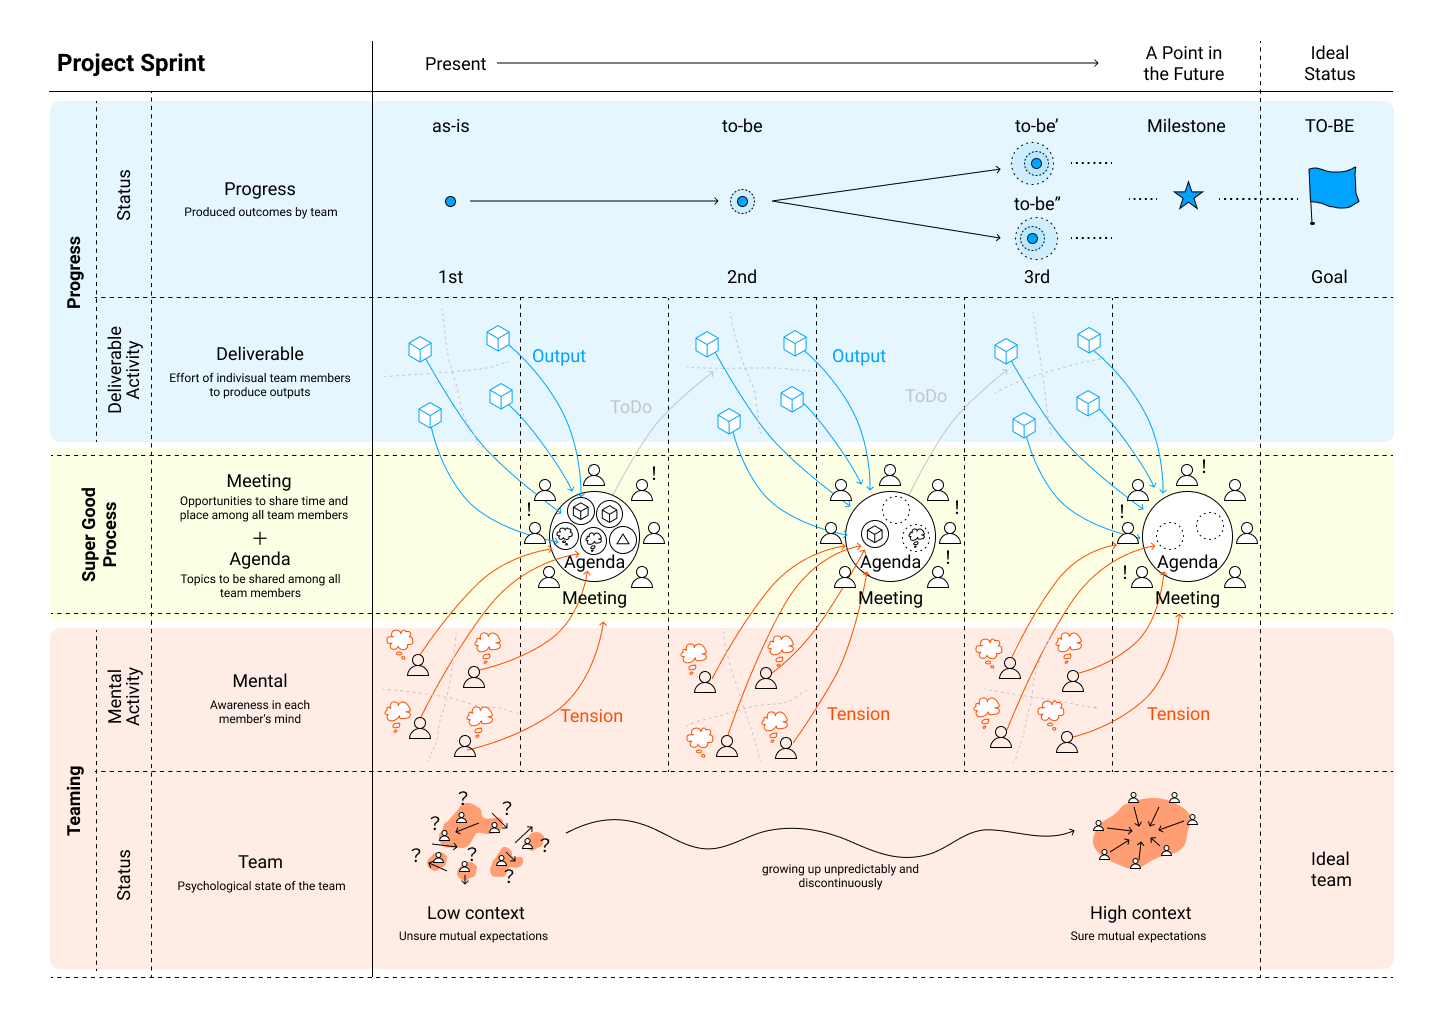 Project Sprint
Present
A Point in
the Future
Ideal
Status
Progress
Status
Progress
Produced outcomes by team
as-is
to-be
to-be’
to-be”
Milestone
TO-BE
1st
2nd
3rd
Goal
Deliverable
Activity
Deliverable
Effort of indivisual team members
to produce outputs
Output
ToDo
Output
ToDo
Super Good
Process
Meeting
Opportunities to share time and
place among all team members
+
Agenda
Topics to be shared among all
team members
!
!
Agenda
Meeting
!
!
Agenda
Meeting
!
!
!
Agenda
Meeting
Teaming
Mental
Activity
Mental
Awareness in each
member's mind
Tension
Tension
Tension
Status
Team
Psychological state of the team
?
?
?
?
?
?
?
growing up unpredictably and
discontinuously
Low context
Unsure mutual expectations
High context
Sure mutual expectations
Ideal
team